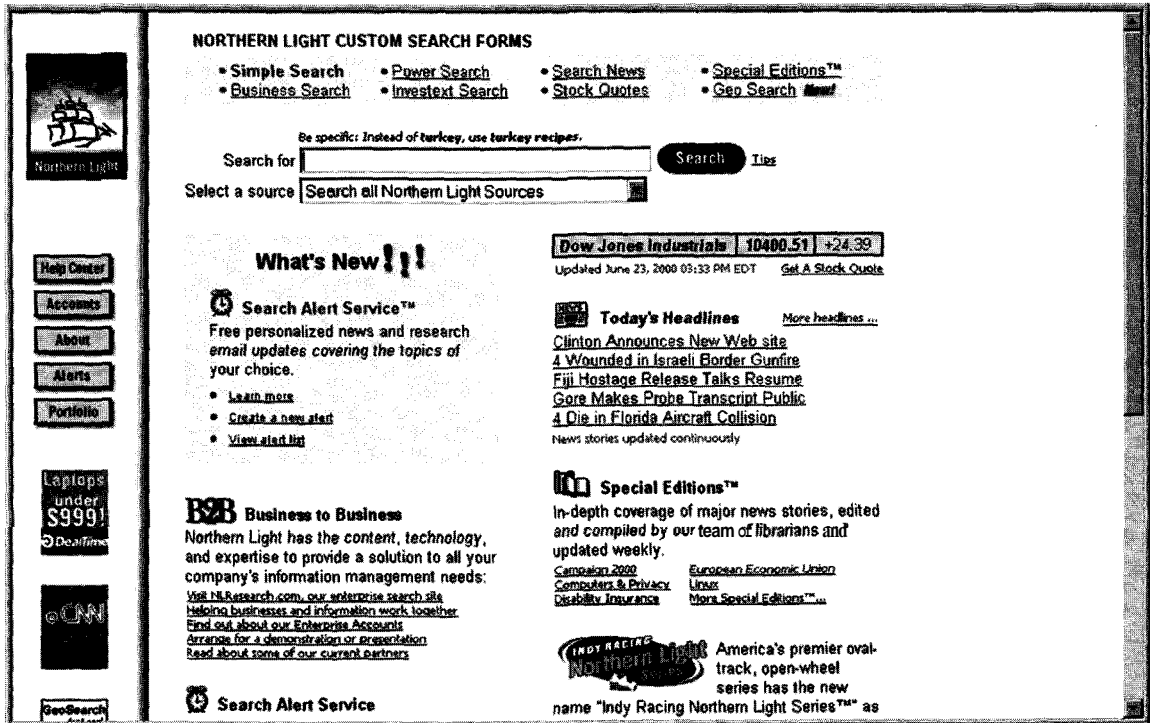 NORTHERN LIGHT CUSTOM SEARCH FORMS
• Simple Search • Power Search • Search News • Special Editions™
• Business Search • Investext Search • Stock Quotes • Geo Search New!
Northern Light
Be specific: Instead of turkey, use turkey recipes.
Search for Search Tips
Select a source Search all Northern Light Sources
Help Center
Accounts
About
Alerts
Portfolio
Laptops
under
$999!
DealTime
CNN
GeoSearch
What's New!!!
Search Alert Service™
Free personalized news and research
email updates covering the topics of
your choice.
• Learn more
• Create a new alert
• View alert list
B2B Business to Business
Northern Light has the content, technology,
and expertise to provide a solution to all your
company's information management needs:
Visit NLResearch.com, our enterprise search site
Helping businesses and information work together
Find out about our Enterprise Accounts
Arrange for a demonstration or presentation
Read about some of our current partners
Search Alert Service
Dow Jones Industrials 10400.51 +24.39
Updated June 23, 2000 03:33 PM EDT Get A Stock Quote
Today's Headlines More headlines ...
Clinton Announces New Web site
4 Wounded in Israeli Border Gunfire
Fiji Hostage Release Talks Resume
Gore Makes Probe Transcript Public
4 Die in Florida Aircraft Collision
News stories updated continuously
Special Editions™
In-depth coverage of major news stories, edited
and compiled by our team of librarians and
updated weekly.
Campaign 2000 European Economic Union
Computers & Privacy Linux
Disability Insurance More Special Editions™...
INDY RACING
Northern Light
Series
America's premier oval-
track, open-wheel
series has the new
name "Indy Racing Northern Light Series™" as